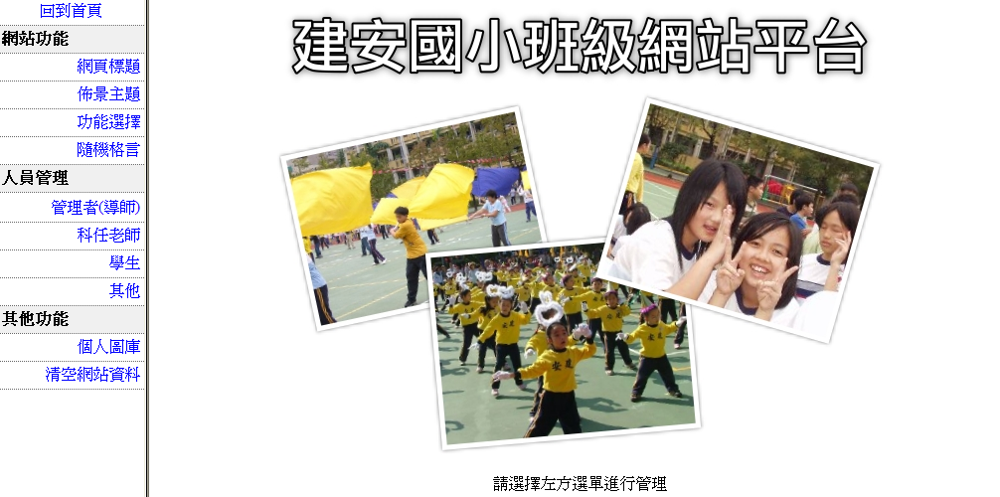 回到首頁
網站功能
網頁標題
佈景主題
功能選擇
隨機格言
人員管理
管理者(導師)
科任老師
學生
其他
其他功能
個人圖庫
清空網站資料
建安國小班級網站平台
建
安
安
建
請選擇左方選單進行管理